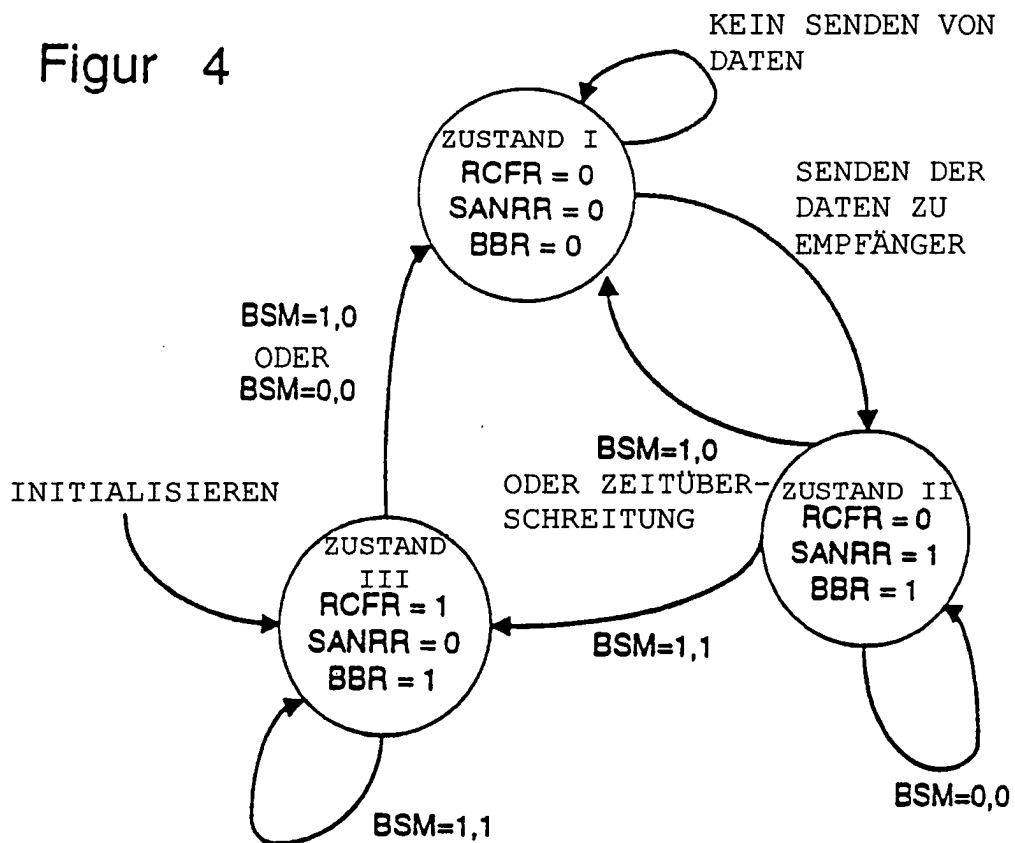 Figur 4
KEIN SENDEN VON
DATEN
ZUSTAND I
RCFR = 0
SANRR = 0
BBR = 0
SENDEN DER
DATEN ZU
EMPFÄNGER
BSM=1,0
ODER
BSM=0,0
BSM=1,0
ODER ZEITÜBER-
SCHREITUNG
INITIALISIEREN
ZUSTAND II
RCFR = 0
SANRR = 1
BBR = 1
ZUSTAND
III
RCFR = 1
SANRR = 0
BBR = 1
BSM=1,1
BSM=0,0
BSM=1,1